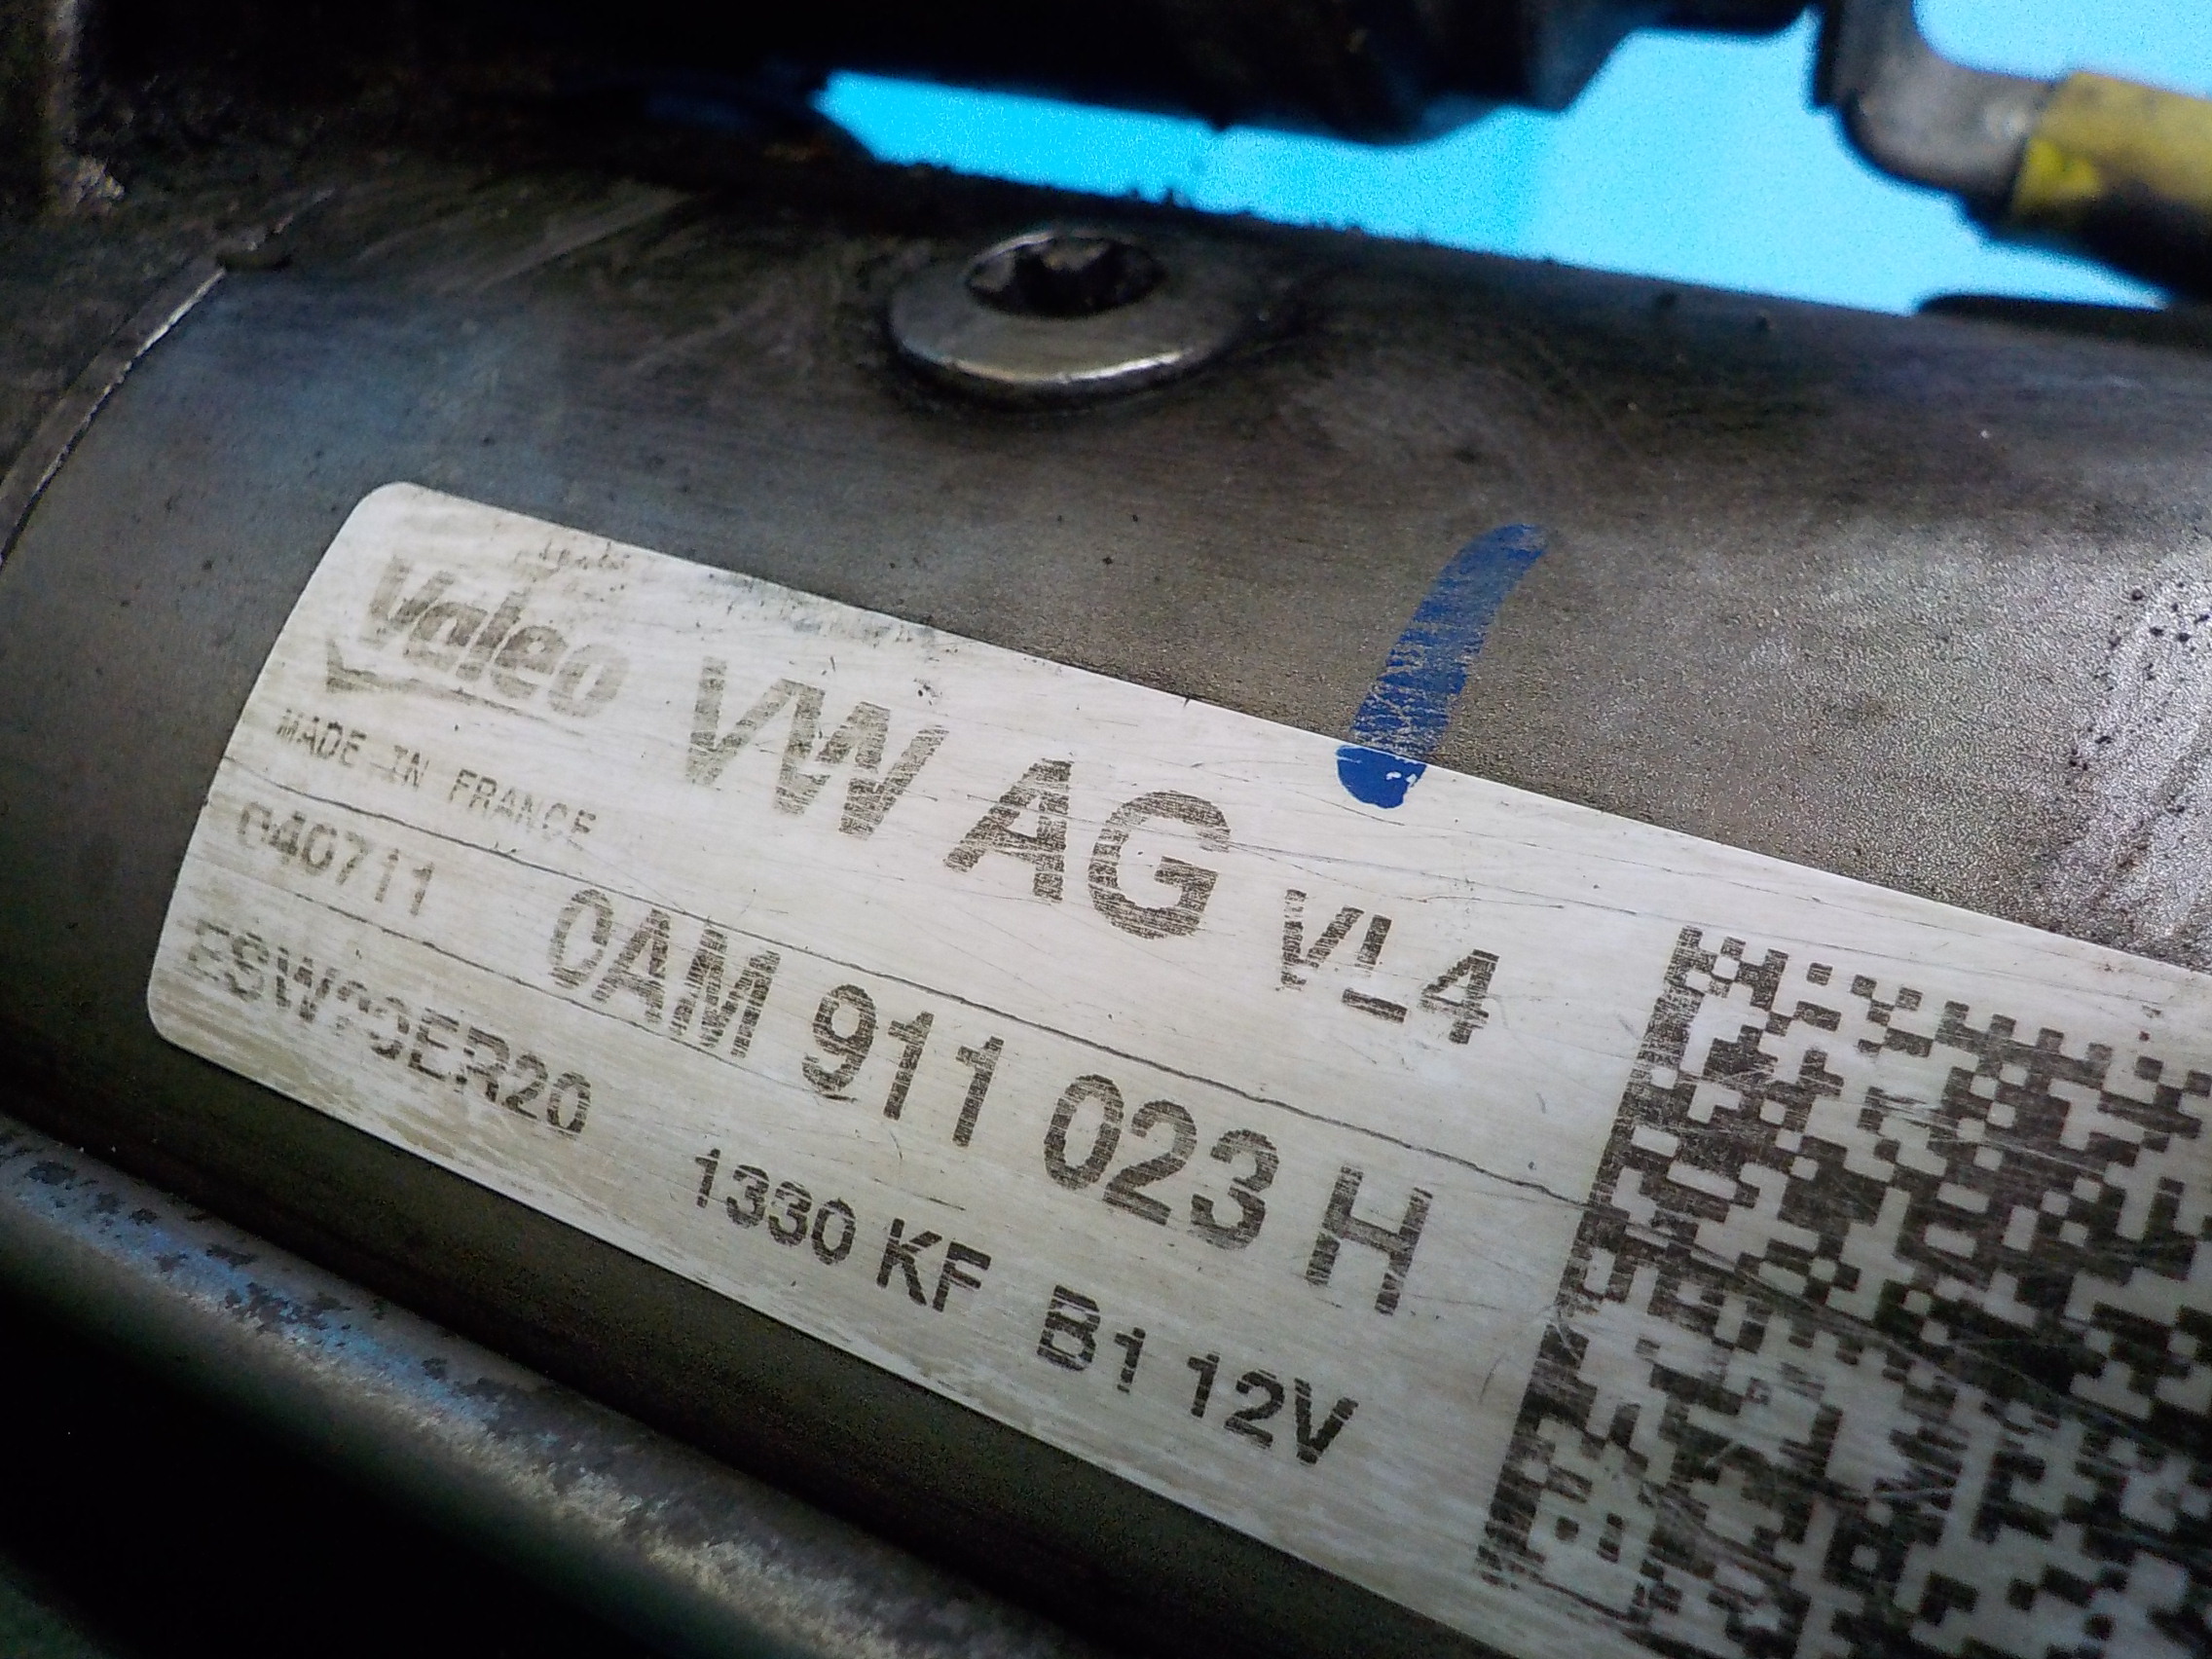 Valeo
VW AG VL4
MADE IN FRANCE
040711
0AM 911 023 H
1330 KF B1 12V